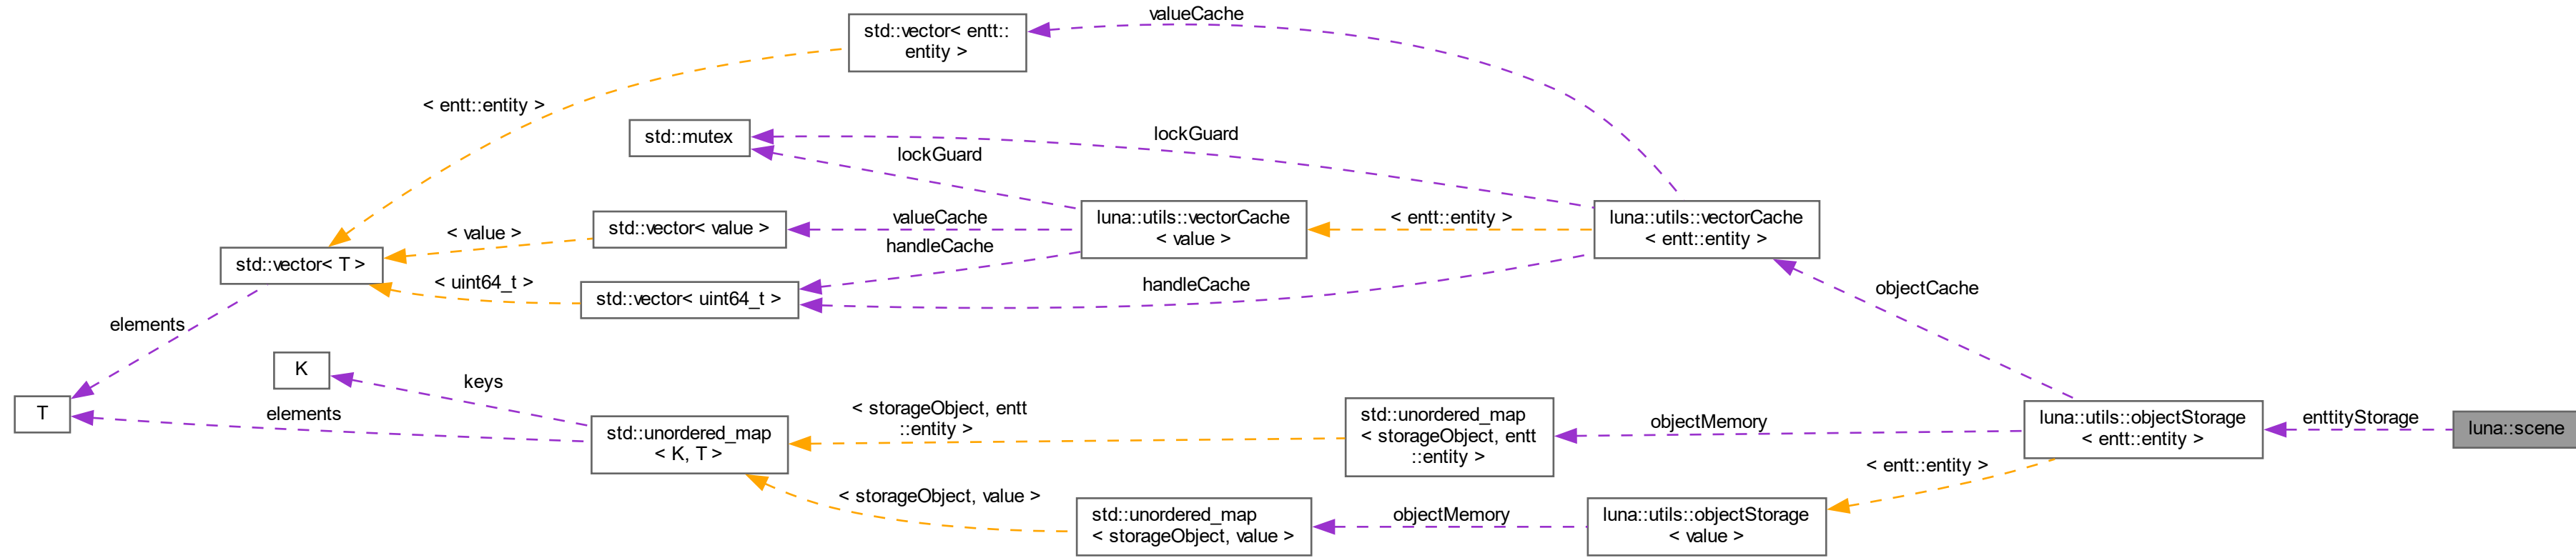 valueCache
std::vector< entt::
entity >
< entt::entity >
std::mutex
lockGuard
lockGuard
luna::utils::vectorCache
< value >
< entt::entity >
luna::utils::vectorCache
< entt::entity >
valueCache
std::vector< value >
< value >
handleCache
std::vector< T >
< uint64_t >
std::vector< uint64_t >
handleCache
objectCache
elements
K
keys
T
elements
std::unordered_map
< K, T >
< storageObject, entt
::entity >
std::unordered_map
< storageObject, entt
::entity >
objectMemory
luna::utils::objectStorage
< entt::entity >
enttityStorage
luna::scene
< entt::entity >
< storageObject, value >
std::unordered_map
< storageObject, value >
objectMemory
luna::utils::objectStorage
< value >